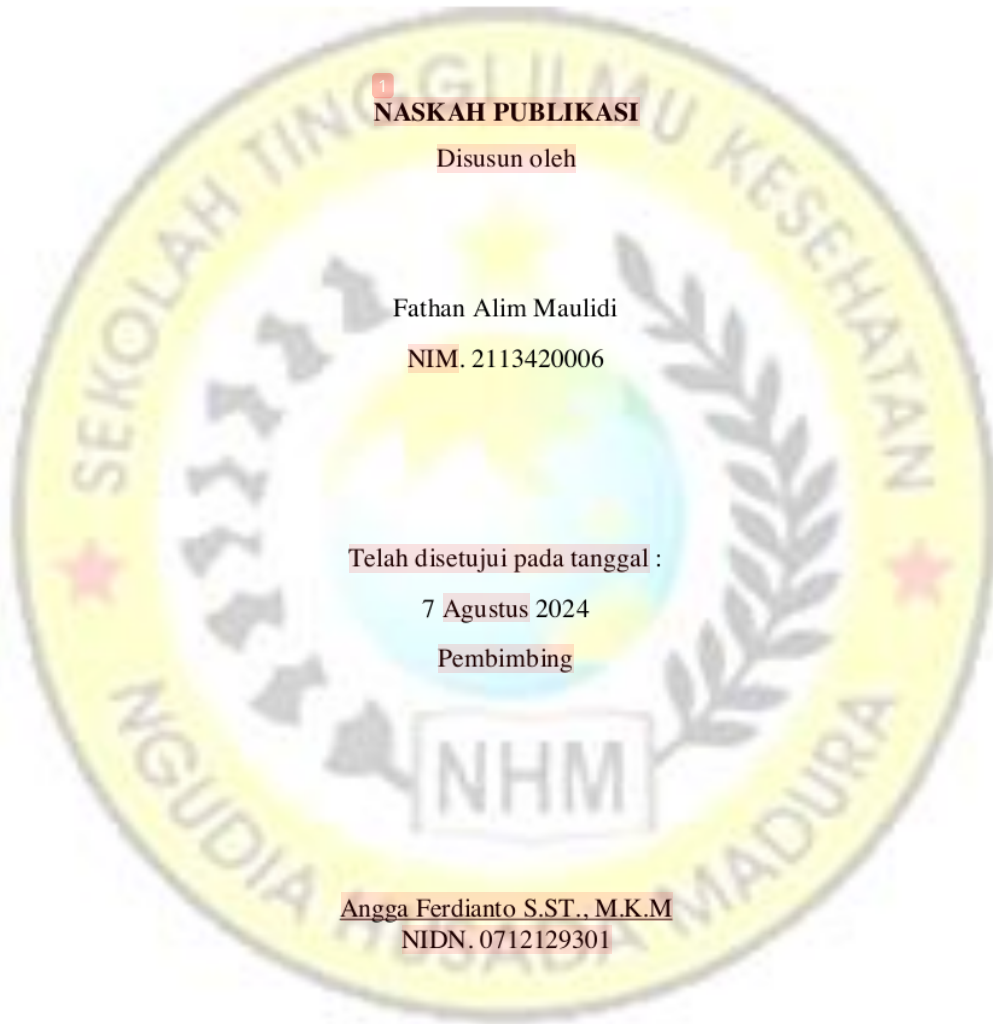 SEKOLAH TINGGI ILMU KESEHATAN
1
NASKAH PUBLIKASI
Disusun oleh
Fathan Alim Maulidi
NIM. 2113420006
Telah disetujui pada tanggal :
7 Agustus 2024
Pembimbing
NHM
Angga Ferdianto S.ST., M.K.M
NIDN. 0712129301
NGUDIA HUSADA MADURA